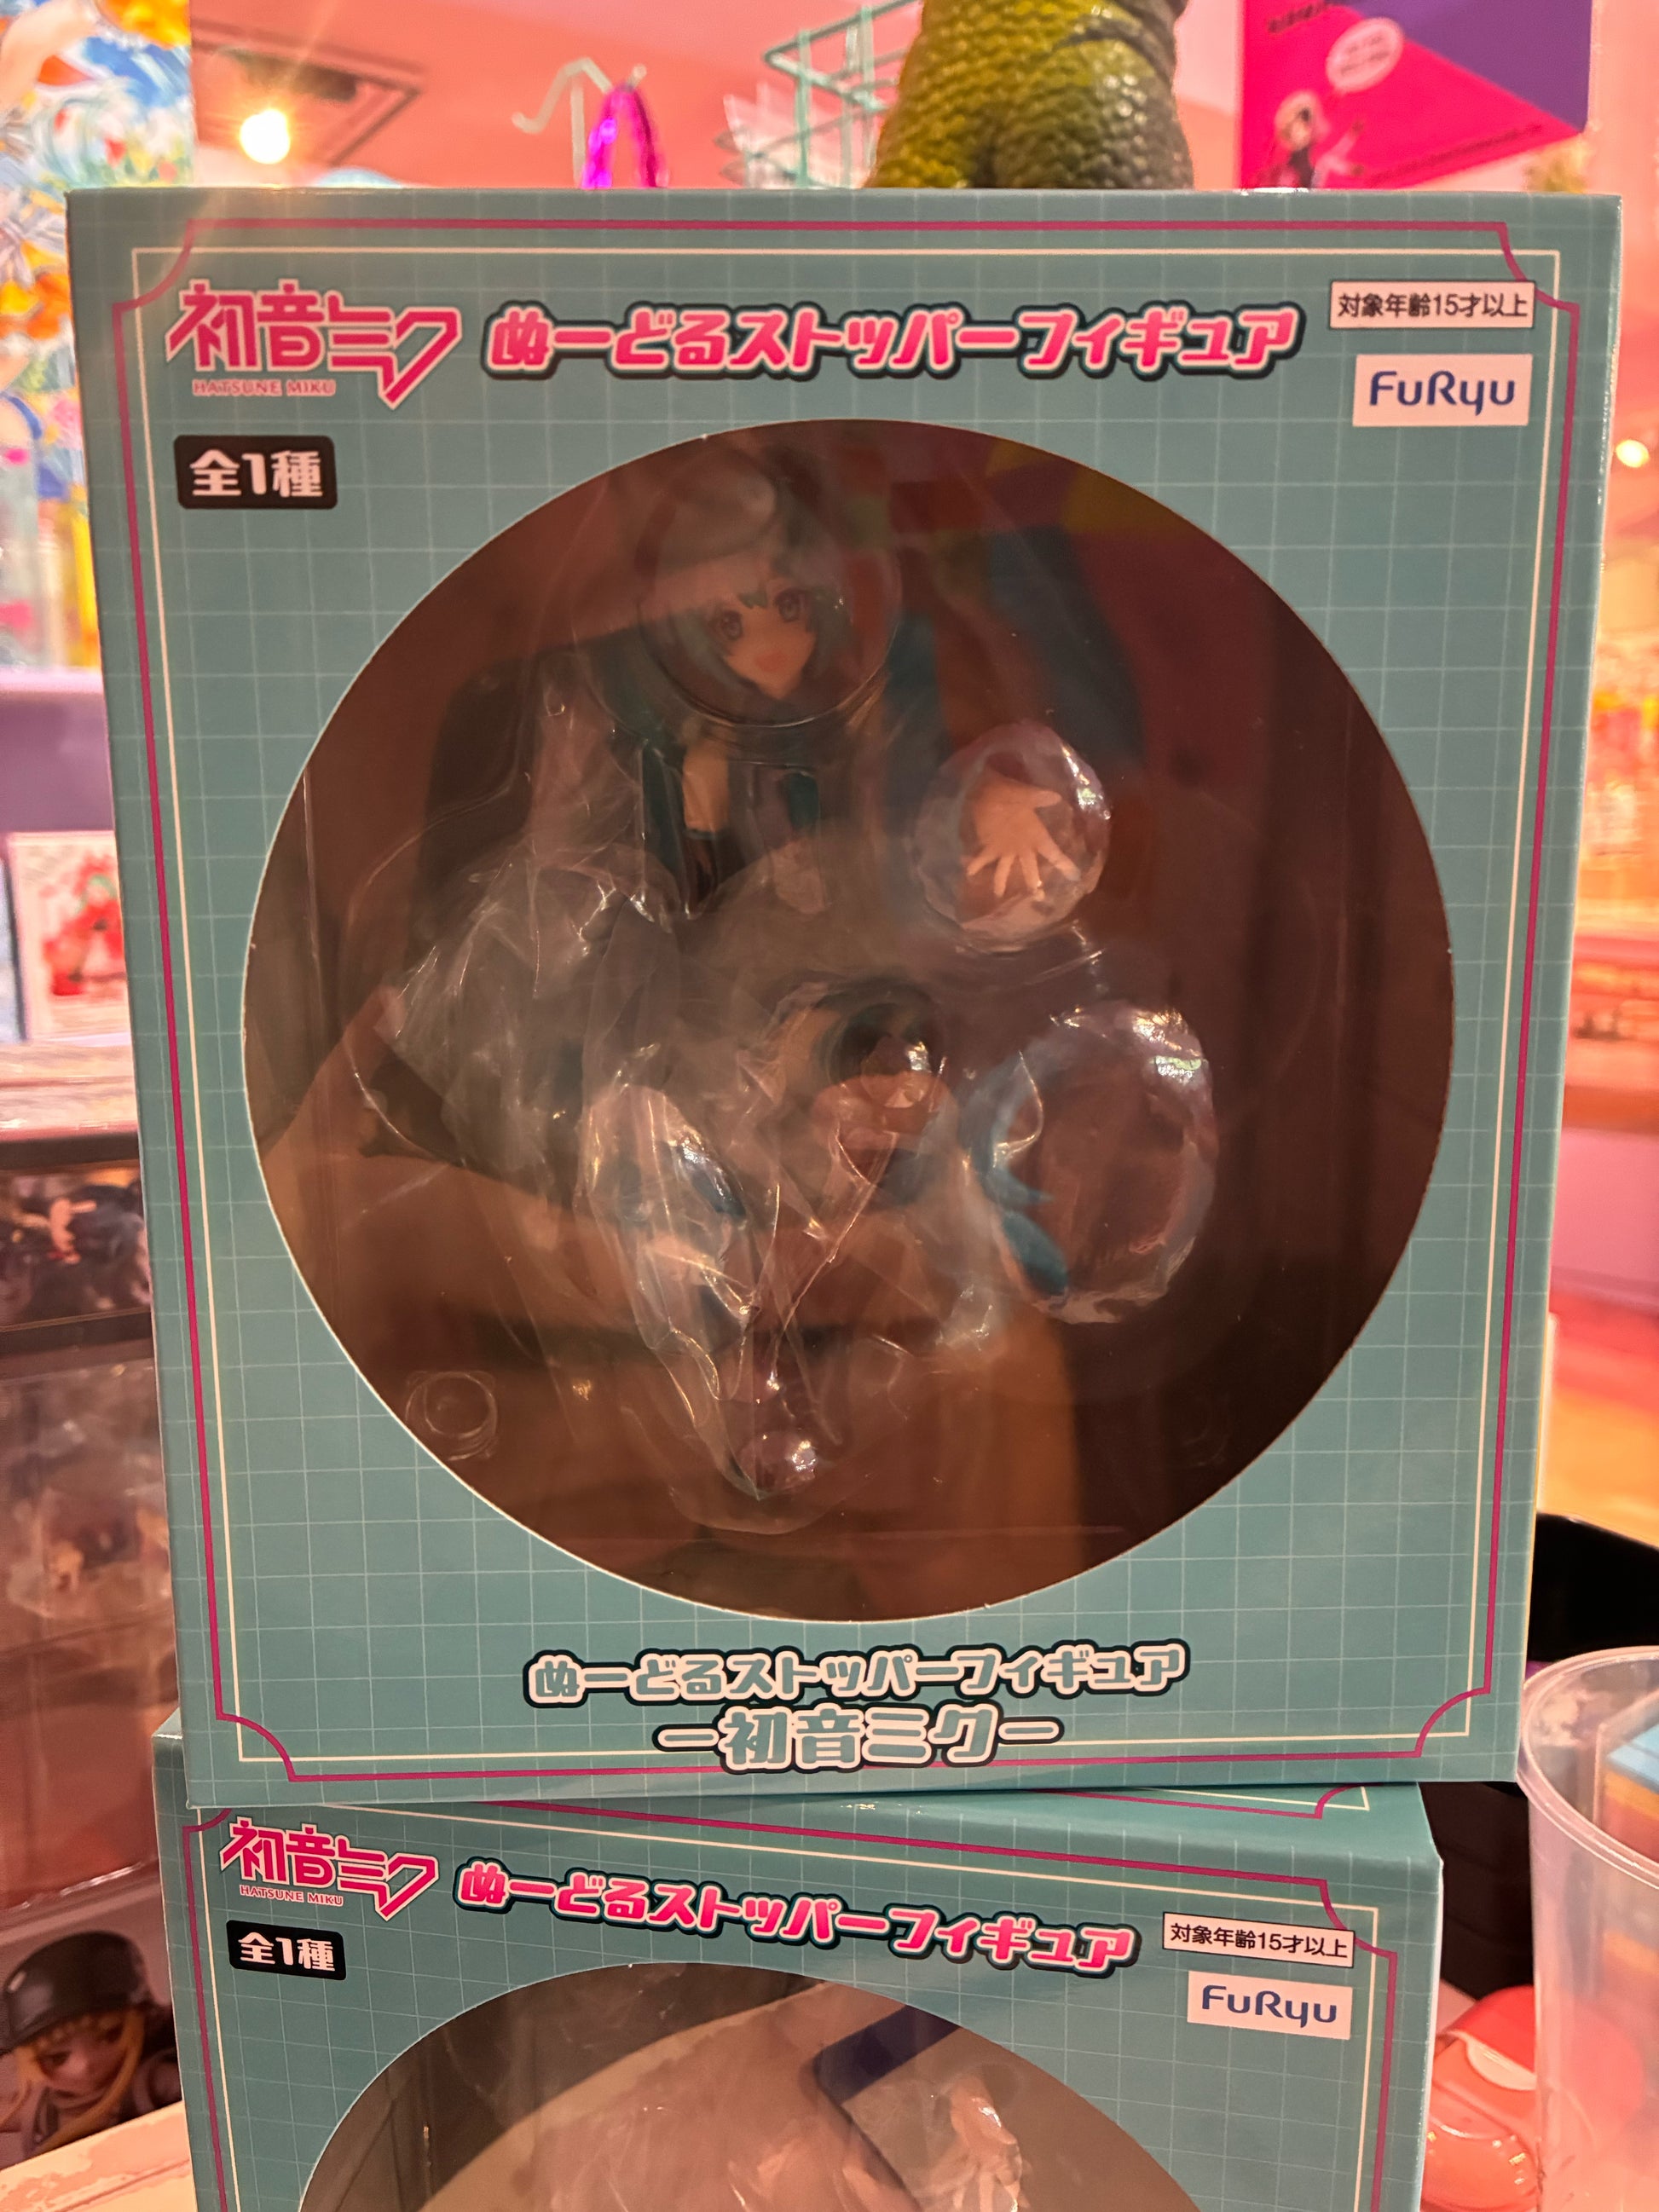 初音ミク
HATSUNE MIKU
ぬーどるストッパーフィギュア
対象年齢15才以上
FuRyu
全1種
ぬーどるストッパーフィギュア
ー初音ミクー
初音ミク
HATSUNE MIKU
ぬーどるストッパーフィギュア
対象年齢15才以上
FuRyu
全1種